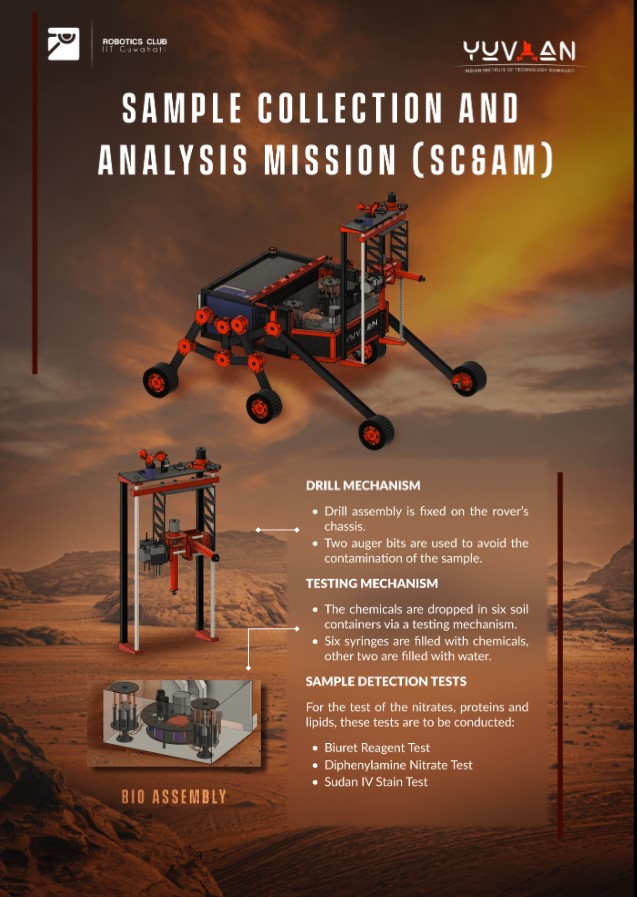 ROBOTICS CLUB
IIT Guwahati
YUVAAN
INDIAN INSTITUTE OF TECHNOLOGY GUWAHATI
SAMPLE COLLECTION AND
ANALYSIS MISSION (SC&AM)
YUVAAN
DRILL MECHANISM
• Drill assembly is fixed on the rover's
chassis.
• Two auger bits are used to avoid the
contamination of the sample.
TESTING MECHANISM
• The chemicals are dropped in six soil
containers via a testing mechanism.
• Six syringes are filled with chemicals,
other two are filled with water.
SAMPLE DETECTION TESTS
For the test of the nitrates, proteins and
lipids, these tests are to be conducted:
• Biuret Reagent Test
• Diphenylamine Nitrate Test
• Sudan IV Stain Test
BIO ASSEMBLY